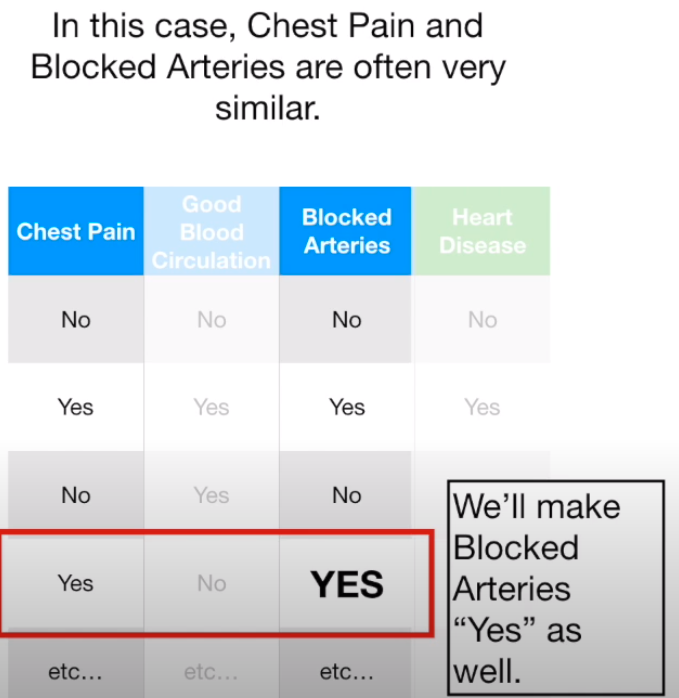 In this case, Chest Pain and
Blocked Arteries are often very
similar.
Chest Pain
Good
Blood
Circulation
Blocked
Arteries
Heart
Disease
No
No
No
No
Yes
Yes
Yes
Yes
No
Yes
No
Yes
No
YES
etc...
etc...
etc...
We'll make
Blocked
Arteries
"Yes" as
well.